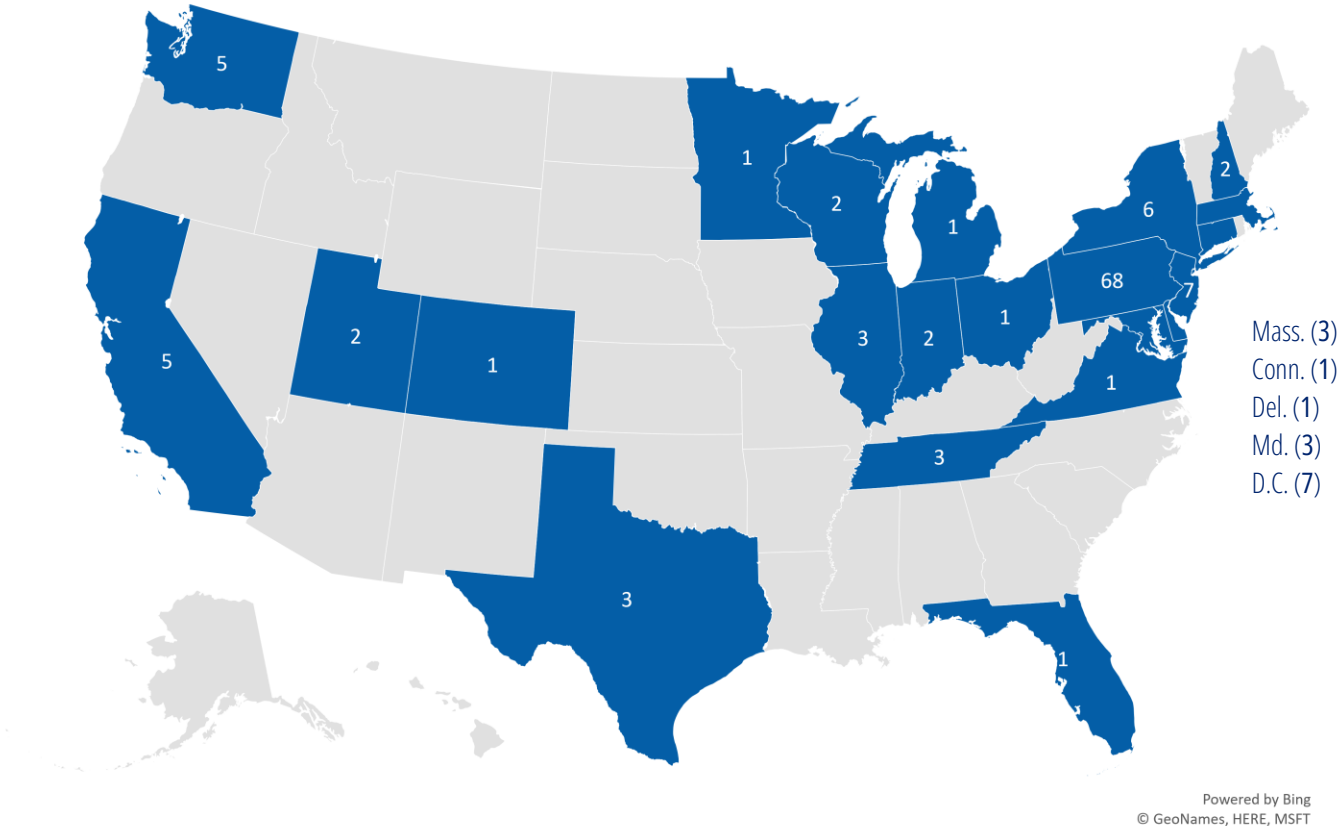 5
1
2
2
6
1
68
7
5
2
1
3
2
1
1
3
3
1
Mass. (3)
Conn. (1)
Del. (1)
Md. (3)
D.C. (7)
Powered by Bing
© GeoNames, HERE, MSFT